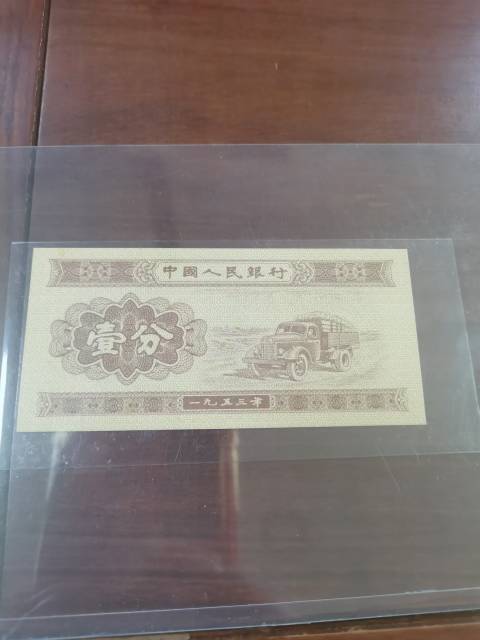 中國人民銀行
壹分
一九五三年